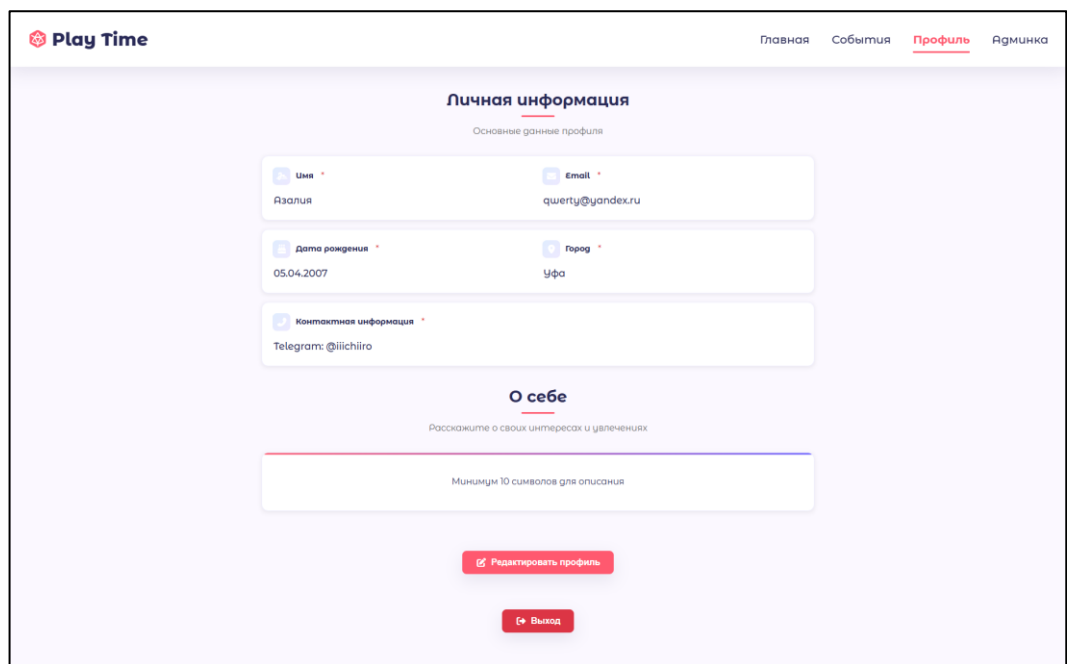 Play Time
Главная События Профиль Админка
Личная информация
Основные данные профиля
Имя * Email *
Азалия qwerty@yandex.ru
Дата рождения * Город *
05.04.2007 Уфа
Контактная информация *
Telegram: @iiichiiro
О себе
Расскажите о своих интересах и увлечениях
Минимум 10 символов для описания
Редактировать профиль
Выход